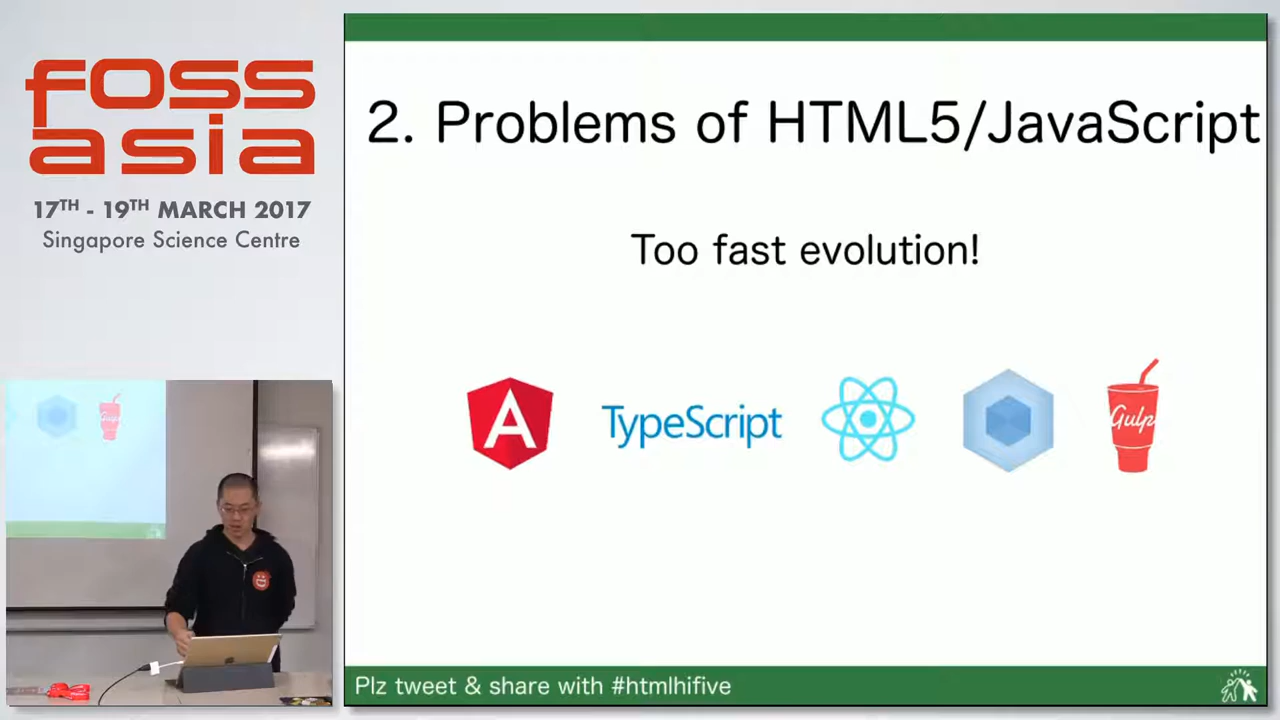 foss
asia
17TH - 19TH MARCH 2017
Singapore Science Centre
2. Problems of HTML5/JavaScript
Too fast evolution!
A
TypeScript
Gulp
Gulp
Plz tweet & share with #htmlhifive